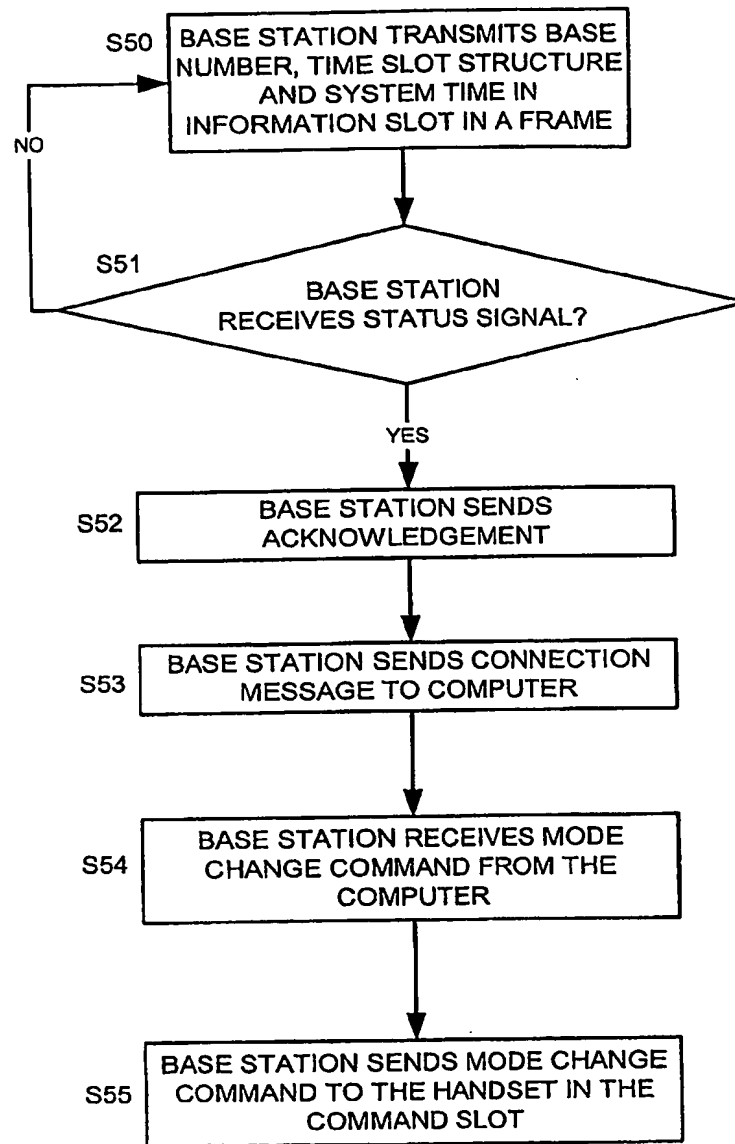 S50
BASE STATION TRANSMITS BASE
NUMBER, TIME SLOT STRUCTURE
AND SYSTEM TIME IN
INFORMATION SLOT IN A FRAME
NO
S51
BASE STATION
RECEIVES STATUS SIGNAL?
YES
S52
BASE STATION SENDS
ACKNOWLEDGEMENT
S53
BASE STATION SENDS CONNECTION
MESSAGE TO COMPUTER
S54
BASE STATION RECEIVES MODE
CHANGE COMMAND FROM THE
COMPUTER
S55
BASE STATION SENDS MODE CHANGE
COMMAND TO THE HANDSET IN THE
COMMAND SLOT